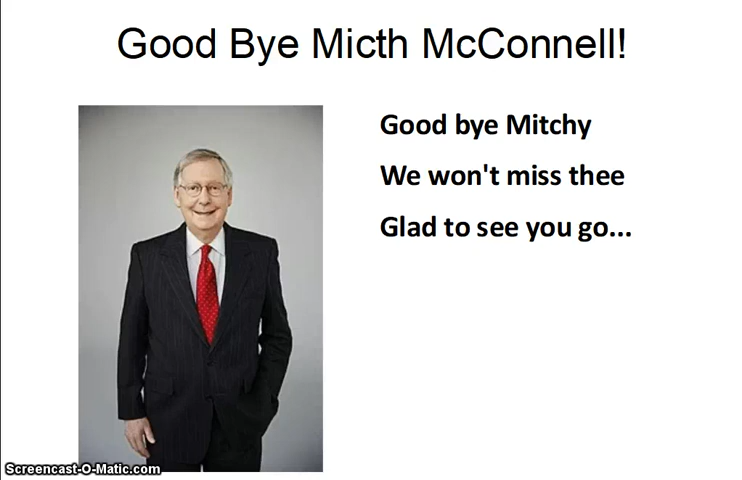 Good Bye Micth McConnell!
Good bye Mitchy
We won't miss thee
Glad to see you go...
Screencast-O-Matic.com